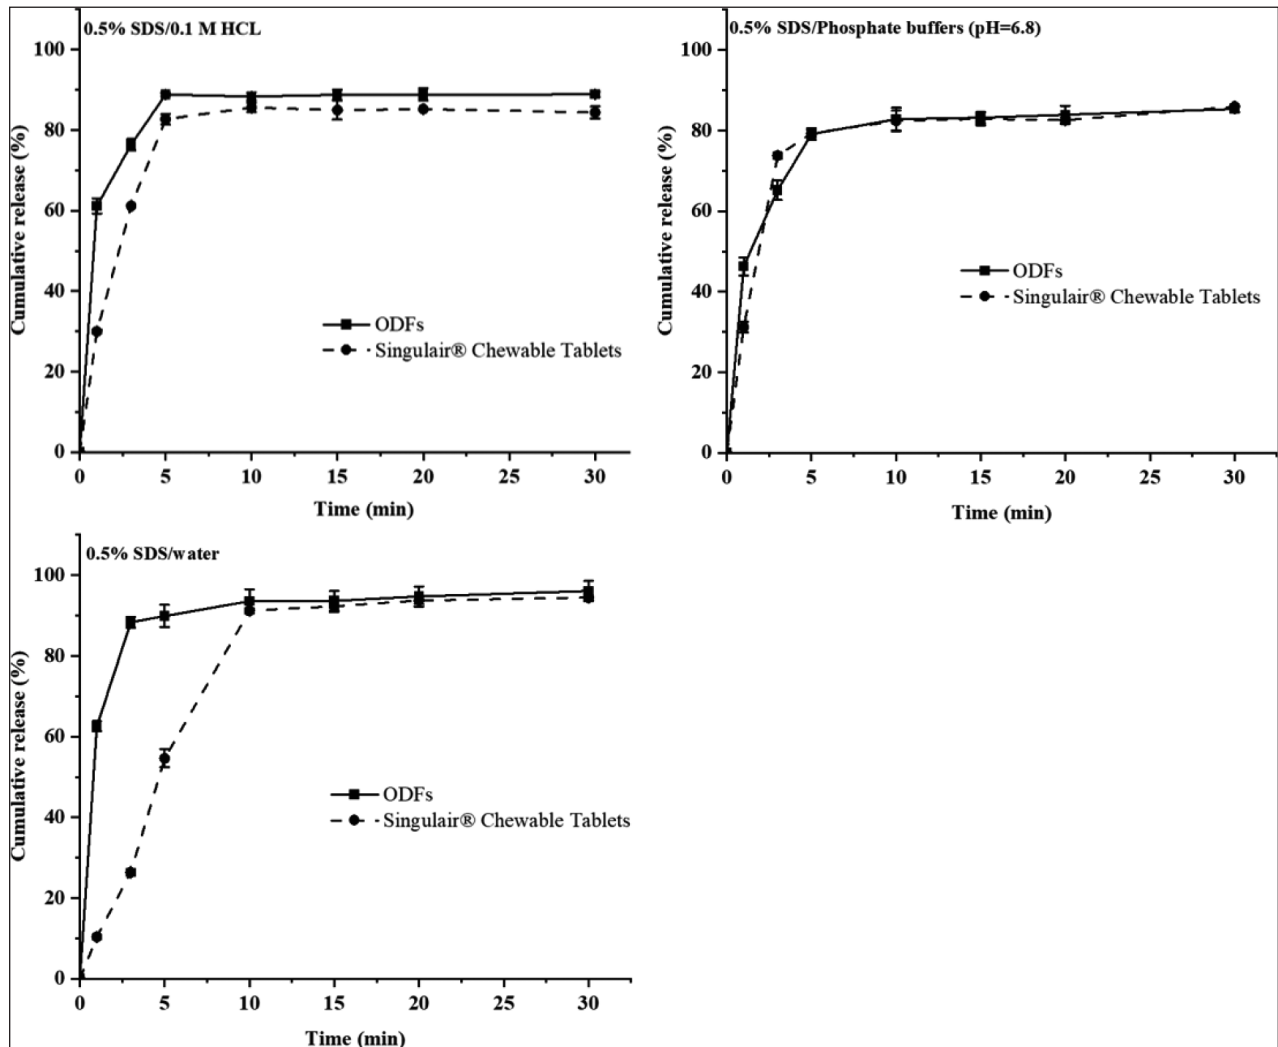 0.5% SDS/0.1 M HCL
100
80
60
40
20
0
Cumulative release (%)
ODFs
Singulair® Chewable Tablets
0 5 10 15 20 25 30
Time (min)
0.5% SDS/Phosphate buffers (pH=6.8)
100
80
60
40
20
0
Cumulative release (%)
ODFs
Singulair® Chewable Tablets
0 5 10 15 20 25 30
Time (min)
0.5% SDS/water
100
80
60
40
20
0
Cumulative release (%)
ODFs
Singulair® Chewable Tablets
0 5 10 15 20 25 30
Time (min)